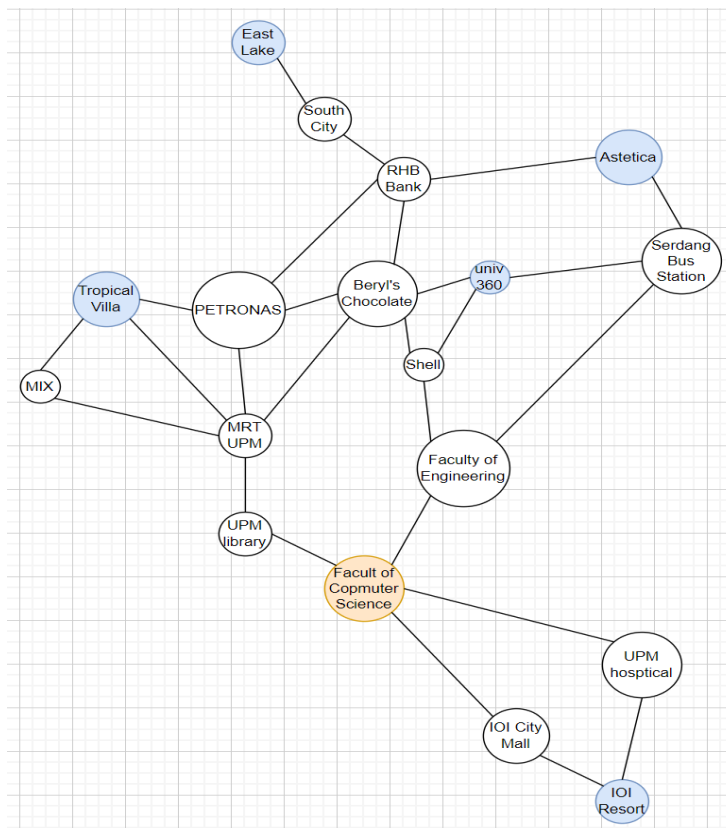 East
Lake
South
City
Astetica
RHB
Bank
Serdang
Bus
Station
univ
360
Beryl's
Chocolate
Tropical
Villa
PETRONAS
Shell
MIX
MRT
UPM
Faculty of
Engineering
UPM
library
Facult of
Copmuter
Science
UPM
hosptical
IOI City
Mall
IOI
Resort